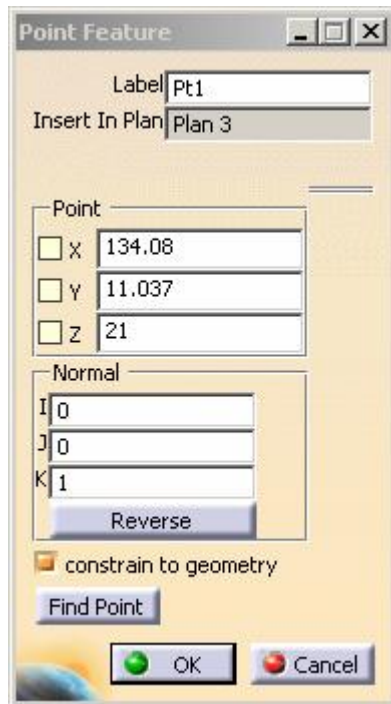 Point Feature
Label Pt1
Insert In Plan Plan 3
Point
X 134.08
Y 11.037
Z 21
Normal
I 0
J 0
K 1
Reverse
constrain to geometry
Find Point
OK Cancel